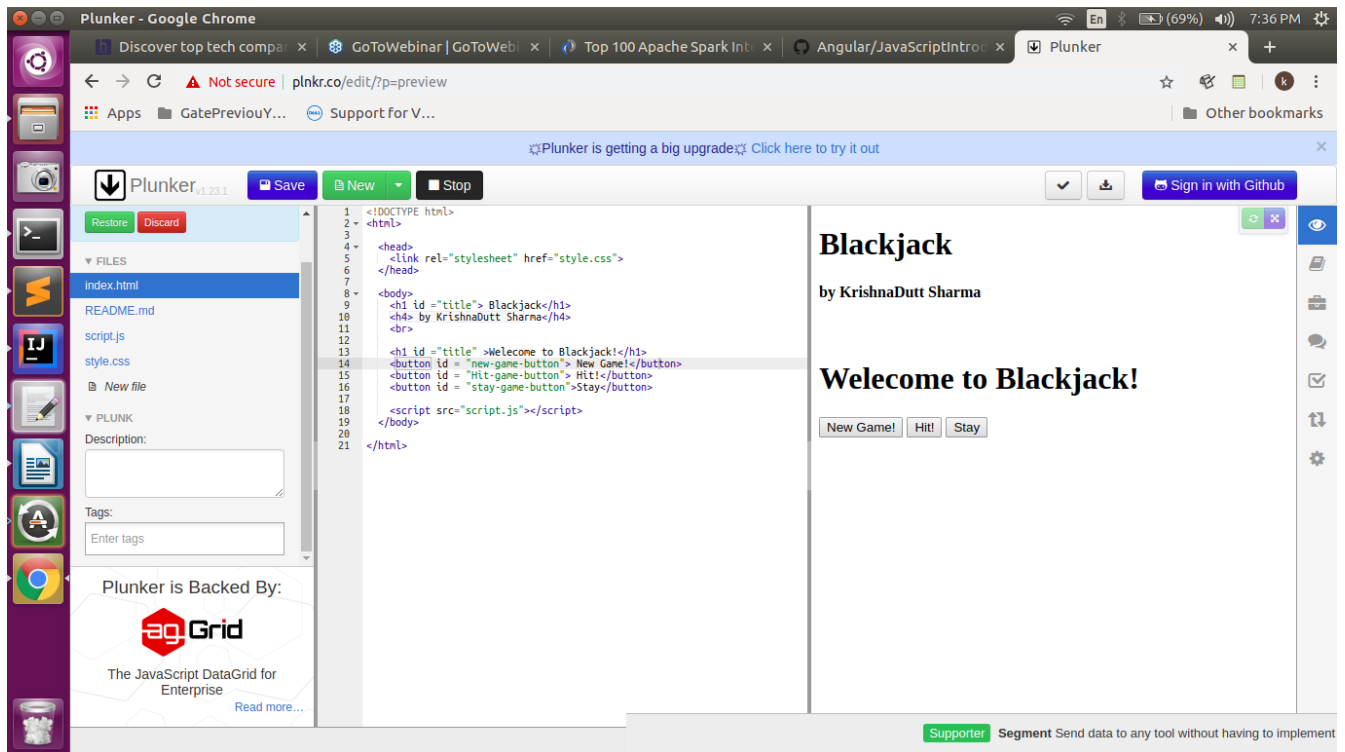 Plunker - Google Chrome
En
(69%)
7:36 PM
Discover top tech compar
GoToWebinar | GoToWebi
Top 100 Apache Spark Int
Angular/JavaScriptIntrod
Plunker
Not secure
plnkr.co/edit/?p=preview
k
Apps
GatePreviouY...
DELL
Support for V...
Other bookmarks
Plunker is getting a big upgrade Click here to try it out
Plunker v1.23.1
Save
New
Stop
Sign in with Github
Restore
Discard
FILES
index.html
README.md
script.js
style.css
New file
PLUNK
Description:
Tags:
Enter tags
Plunker is Backed By:
ag Grid
The JavaScript DataGrid for
Enterprise
Read more...
1 <!DOCTYPE html>
2 <html>
3
4 <head>
5 <link rel="stylesheet" href="style.css">
6 </head>
7
8 <body>
9 <h1 id ="title"> Blackjack</h1>
10 <h4> by KrishnaDutt Sharma</h4>
11 <br>
12
13 <h1 id ="title" >Welecome to Blackjack!</h1>
14 <button id = "new-game-button"> New Game!</button>
15 <button id = "Hit-game-button"> Hit!</button>
16 <button id = "stay-game-button">Stay</button>
17
18 <script src="script.js"></script>
19 </body>
20
21 </html>
Blackjack
by KrishnaDutt Sharma
Welecome to Blackjack!
New Game!
Hit!
Stay
IJ
A
Supporter
Segment Send data to any tool without having to implement